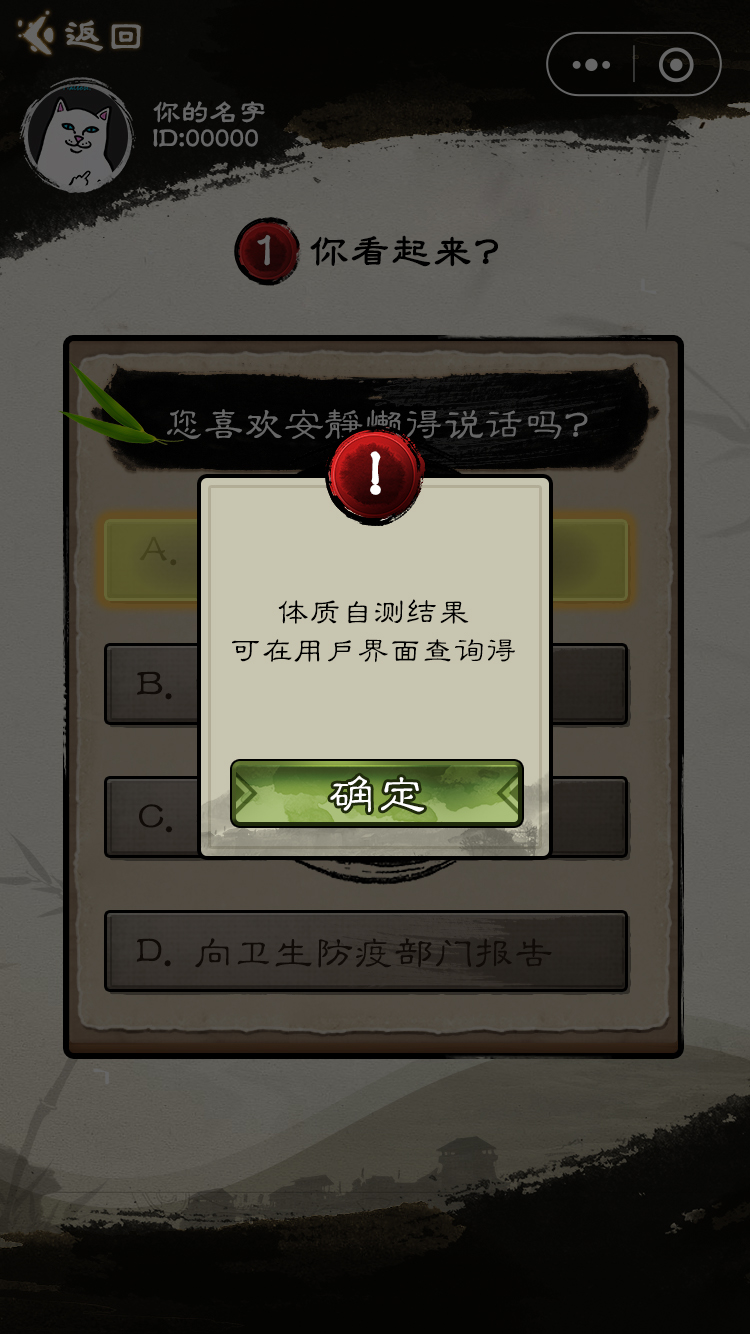 返回
你的名字
ID:00000
1 你看起来?
您喜欢安静懒得说话吗?
!
A.
体质自测结果
可在用戶界面查询得
B.
确定
C.
D. 向卫生防疫部门报告